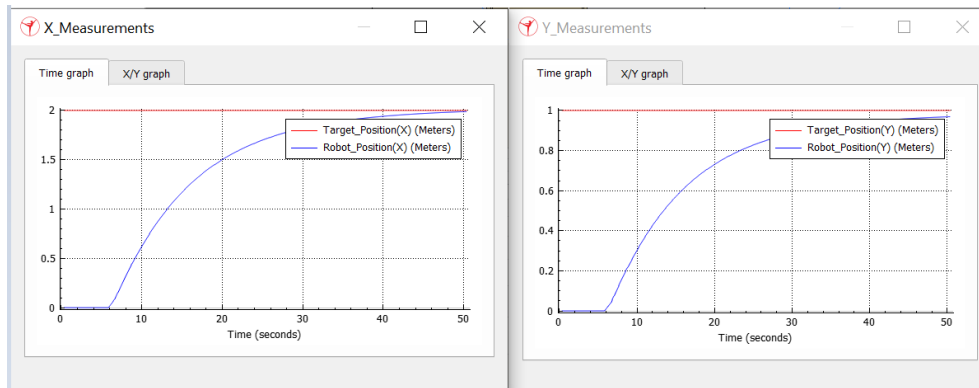 X_Measurements
Time graph X/Y graph
2
1.5
1
0.5
0
Target_Position(X) (Meters)
Robot_Position(X) (Meters)
0 10 20 30 40 50
Time (seconds)
Y_Measurements
Time graph X/Y graph
1
0.8
0.6
0.4
0.2
0
Target_Position(Y) (Meters)
Robot_Position(Y) (Meters)
0 10 20 30 40 50
Time (seconds)